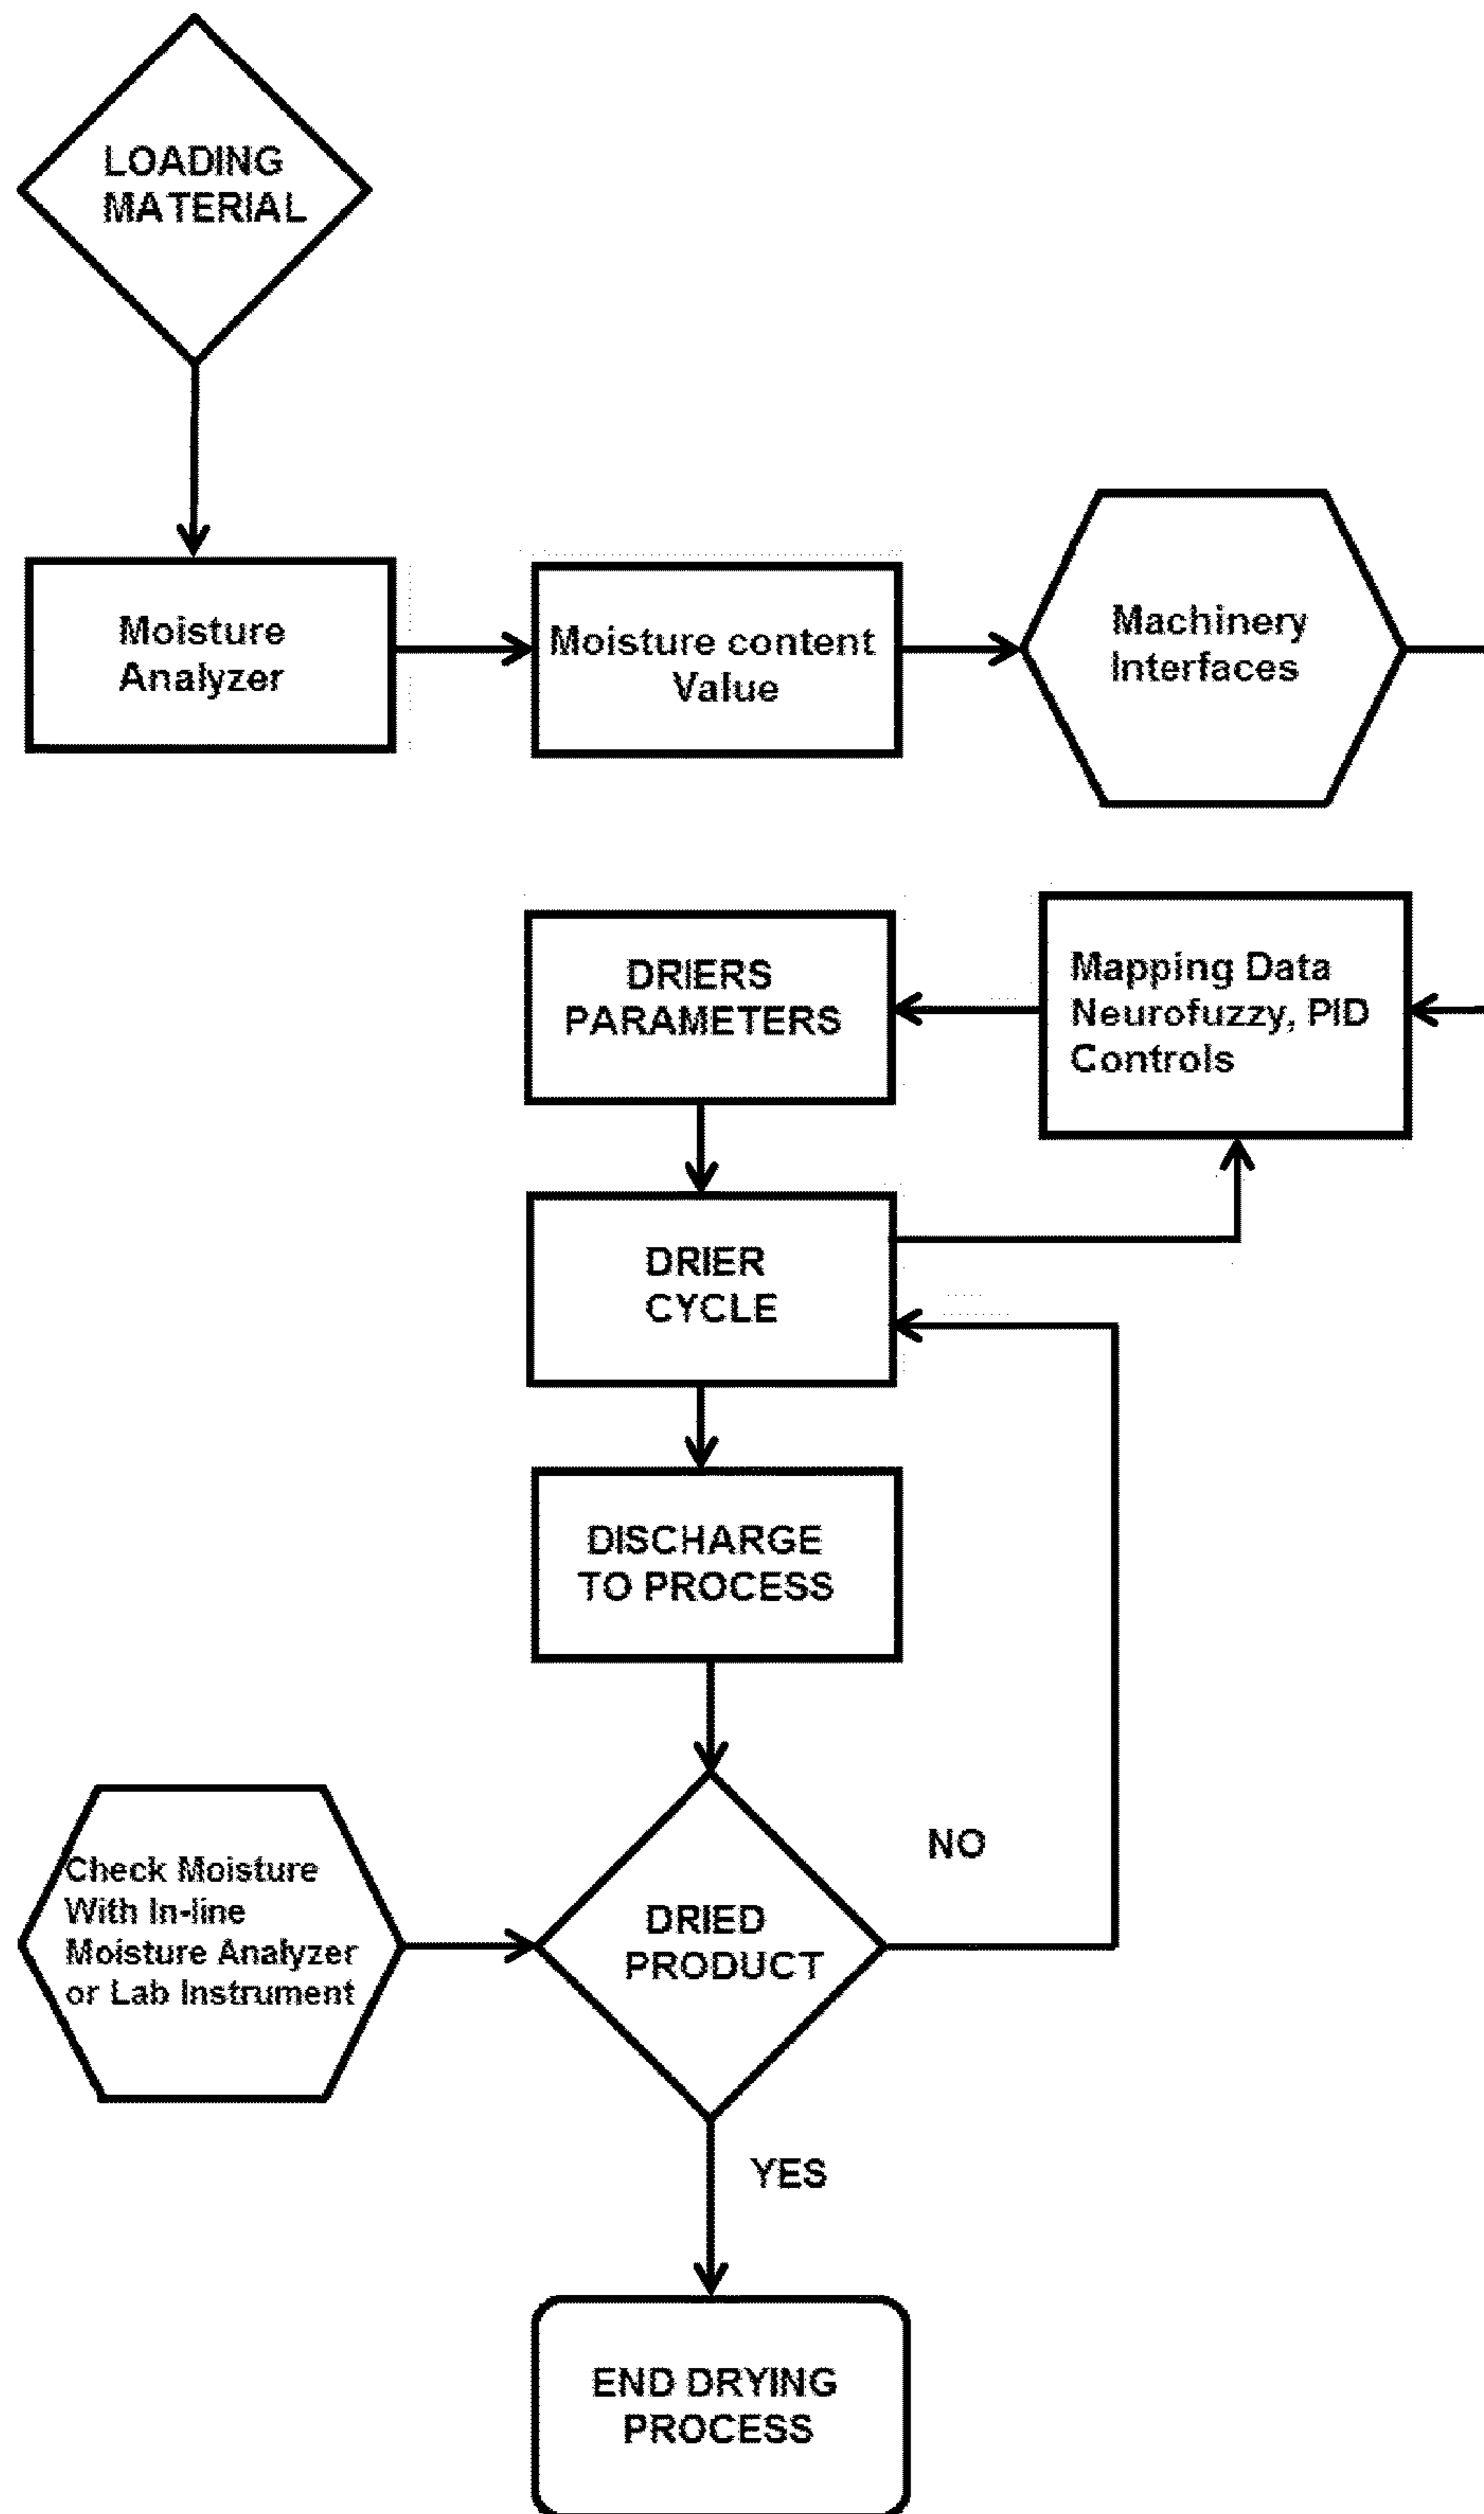 LOADING
MATERIAL
Moisture
Analyzer
Moisture content
Value
Machinery
Interfaces
DRIERS
PARAMETERS
Mapping Data
Neurofuzzy, PID
Controls
DRIER
CYCLE
DISCHARGE
TO PROCESS
NO
Check Moisture
With In-line
Moisture Analyzer
or Lab Instrument
DRIED
PRODUCT
YES
END DRYING
PROCESS